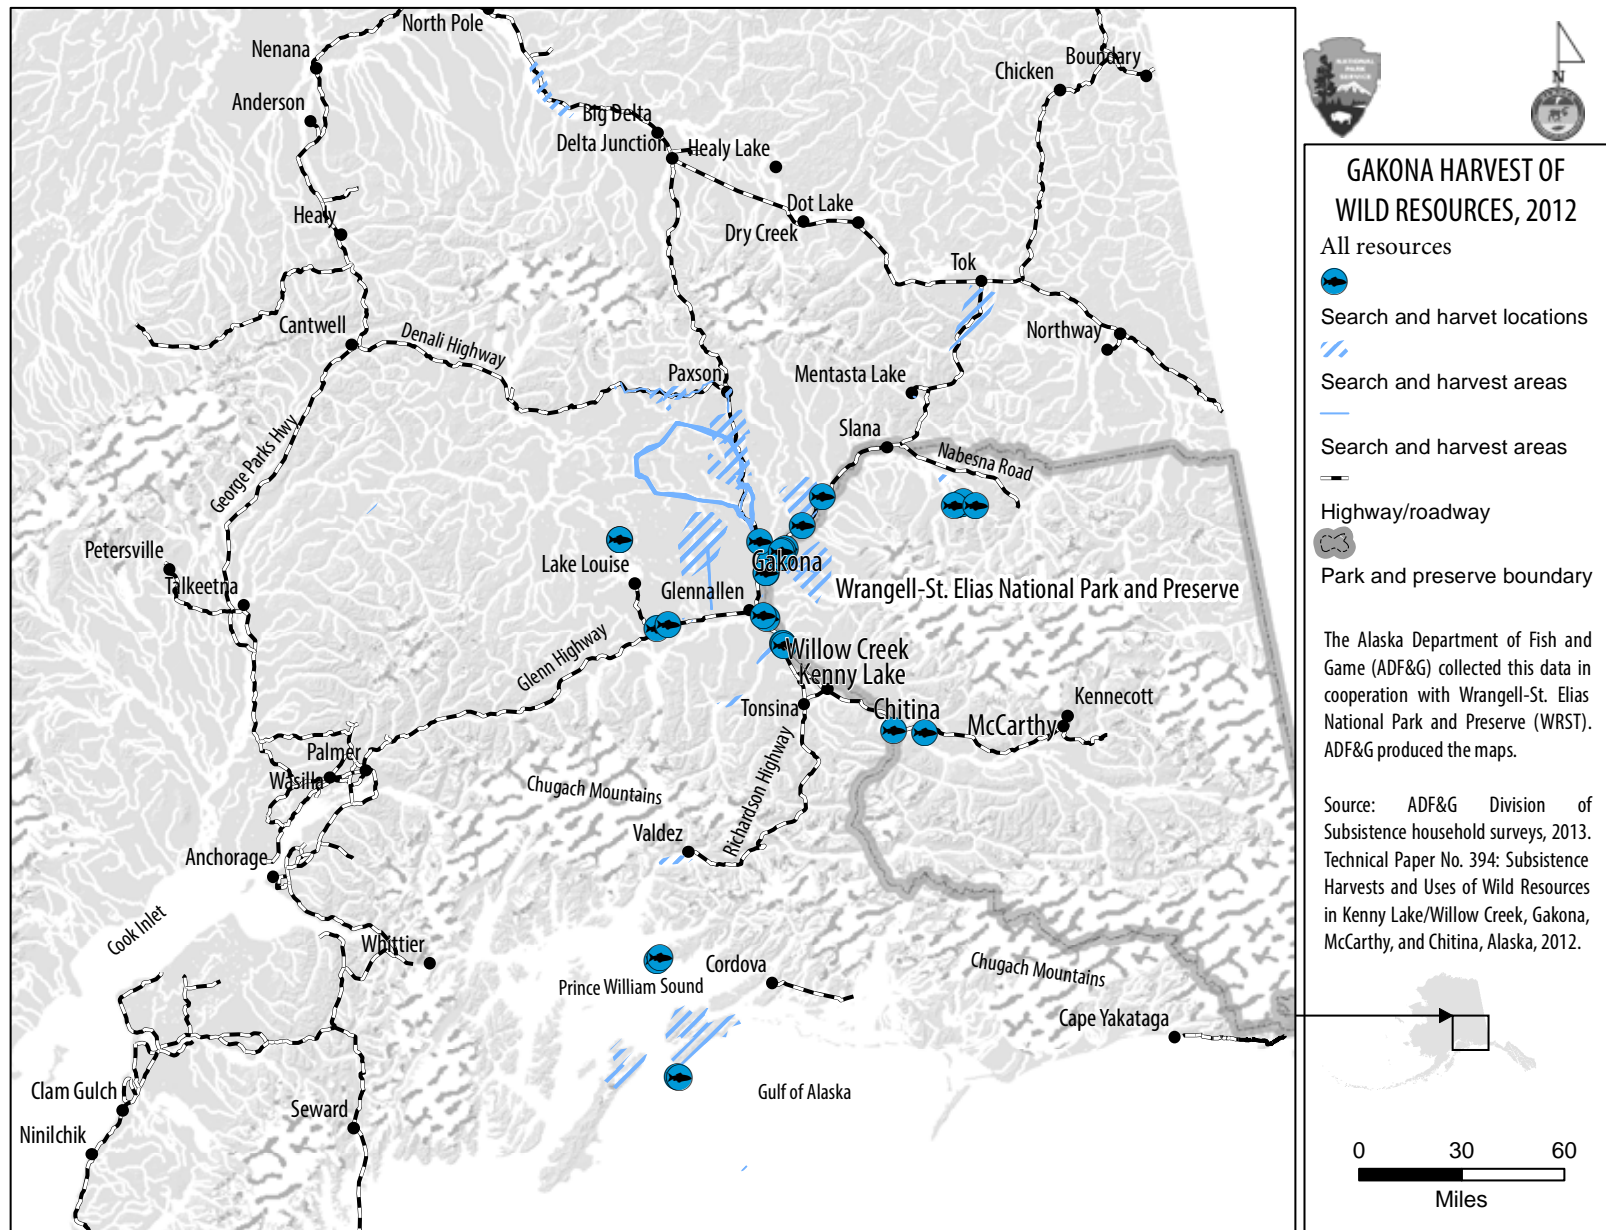 North Pole
Nenana
Boundary
Chicken
Anderson
Big Delta
Delta Junction
Healy Lake
Dot Lake
Healy
Dry Creek
Tok
Cantwell
Denali Highway
Northway
Paxson
Mentasta Lake
Slana
Nabesna Road
George Parks Hwy
Petersville
Lake Louise
Gakona
Talkeetna
Glennallen
Wrangell-St. Elias National Park and Preserve
Glenn Highway
Willow Creek
Kenny Lake
Kennecott
Tonsina
Chitina
McCarthy
Palmer
Wasilla
Chugach Mountains
Richardson Highway
Valdez
Anchorage
Cook Inlet
Whittier
Cordova
Chugach Mountains
Prince William Sound
Cape Yakataga
Clam Gulch
Gulf of Alaska
Seward
Ninilchik
NATIONAL
PARK
SERVICE
N
GAKONA HARVEST OF
WILD RESOURCES, 2012
All resources
Search and harvet locations
Search and harvest areas
Search and harvest areas
Highway/roadway
Park and preserve boundary
The Alaska Department of Fish and
Game (ADF&G) collected this data in
cooperation with Wrangell-St. Elias
National Park and Preserve (WRST).
ADF&G produced the maps.
Source: ADF&G Division of
Subsistence household surveys, 2013.
Technical Paper No. 394: Subsistence
Harvests and Uses of Wild Resources
in Kenny Lake/Willow Creek, Gakona,
McCarthy, and Chitina, Alaska, 2012.
0 30 60
Miles